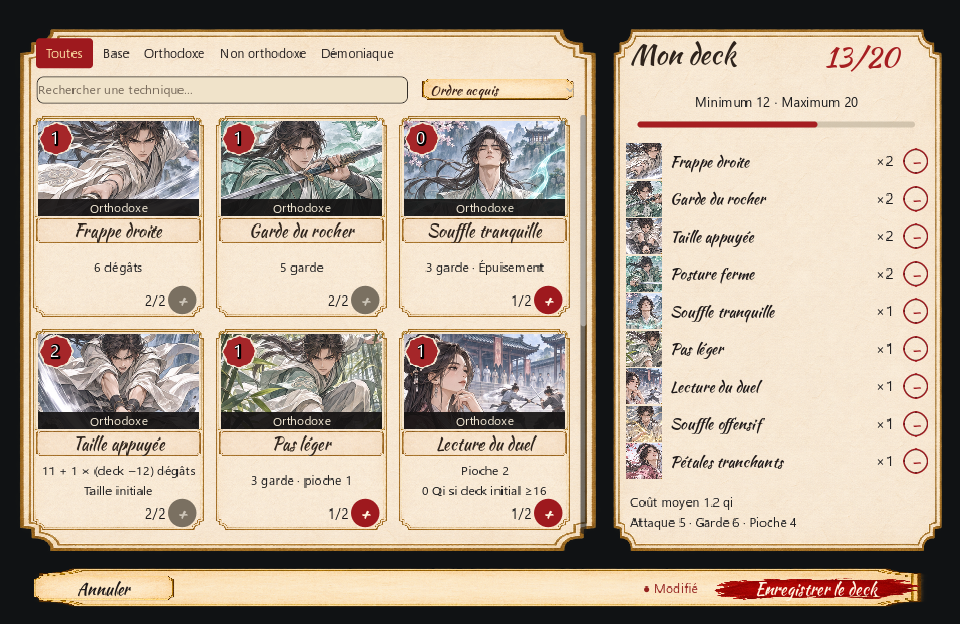 Toutes Base Orthodoxe Non orthodoxe Démoniaque
Rechercher une technique...
Ordre acquis
1
Orthodoxe
Frappe droite
6 dégâts
2/2 +
1
Orthodoxe
Garde du rocher
5 garde
2/2 +
0
Orthodoxe
Souffle tranquille
3 garde · Épuisement
1/2 +
2
Orthodoxe
Taille appuyée
11 + 1 × (deck −12) dégâts
Taille initiale
2/2 +
1
Orthodoxe
Pas léger
3 garde · pioche 1
1/2 +
1
Orthodoxe
Lecture du duel
Pioche 2
0 Qi si deck initial ≥16
1/2 +
Mon deck 13/20
Minimum 12 · Maximum 20
Frappe droite ×2 −
Garde du rocher ×2 −
Taille appuyée ×2 −
Posture ferme ×2 −
Souffle tranquille ×1 −
Pas léger ×1 −
Lecture du duel ×1 −
Souffle offensif ×1 −
Pétales tranchants ×1 −
Coût moyen 1.2 qi
Attaque 5 · Garde 6 · Pioche 4
Annuler
• Modifié
Enregistrer le deck